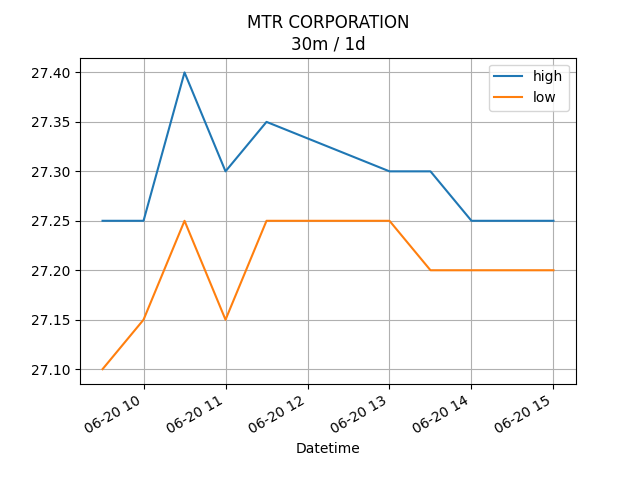 MTR CORPORATION
30m / 1d
high
low
27.40
27.35
27.30
27.25
27.20
27.15
27.10
06-20 10
06-20 11
06-20 12
06-20 13
06-20 14
06-20 15
Datetime